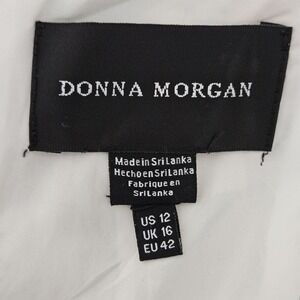 DONNA MORGAN
Made in Sri Lanka
Hecho en Sri Lanka
Fabrique en
Sri Lanka
US 12
UK 16
EU 42